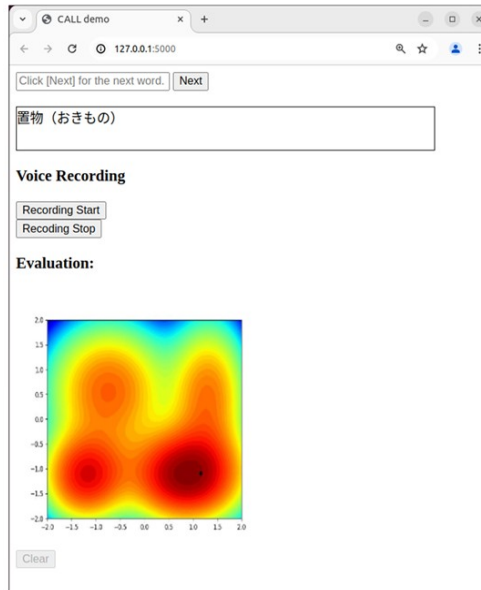 CALL demo
127.0.0.1:5000
Click [Next] for the next word. Next
置物（おきもの）
Voice Recording
Recording Start
Recoding Stop
Evaluation:
2.0
1.5
1.0
0.5
0.0
−0.5
−1.0
−1.5
−2.0
−2.0 −1.5 −1.0 −0.5 0.0 0.5 1.0 1.5 2.0
Clear